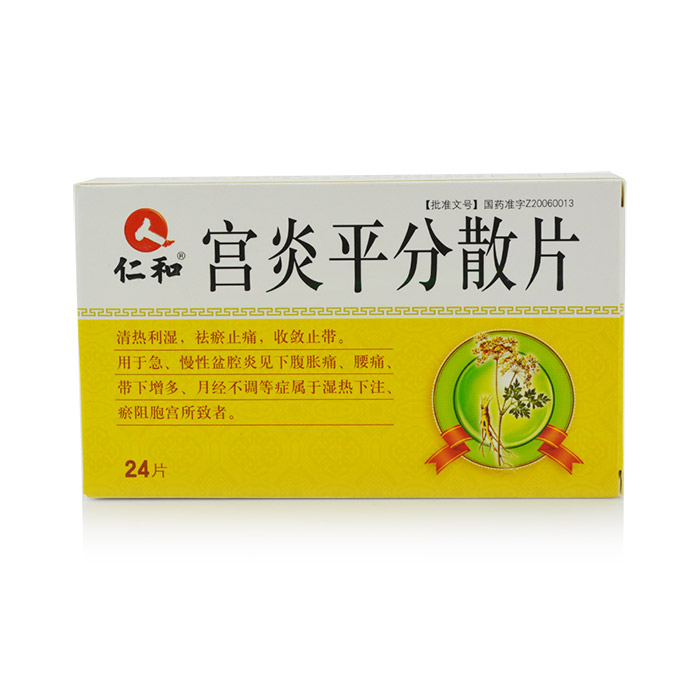 【批准文号】国药准字Z20060013
仁和®
宫炎平分散片
清热利湿，祛瘀止痛，收敛止带。
用于急、慢性盆腔炎见下腹胀痛、腰痛、
带下增多、月经不调等症属于湿热下注、
瘀阻胞宫所致者。
24片